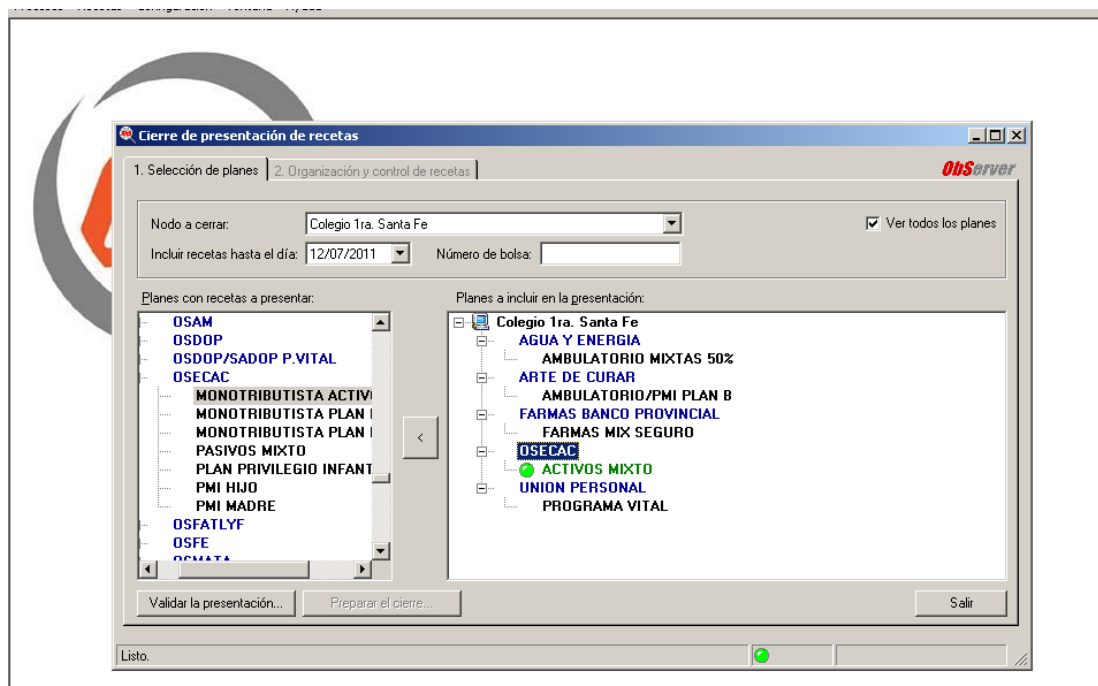 Cierre de presentación de recetas
1. Selección de planes
2. Organización y control de recetas
ObServer
Nodo a cerrar:
Colegio 1ra. Santa Fe
Ver todos los planes
Incluir recetas hasta el día:
12/07/2011
Número de bolsa:
Planes con recetas a presentar:
OSAM
OSDOP
OSDOP/SADOP P.VITAL
OSECAC
MONOTRIBUTISTA ACTIV
MONOTRIBUTISTA PLAN
MONOTRIBUTISTA PLAN
PASIVOS MIXTO
PLAN PRIVILEGIO INFANT
PMI HIJO
PMI MADRE
OSFATLYF
OSFE
<
Planes a incluir en la presentación:
Colegio 1ra. Santa Fe
AGUA Y ENERGIA
AMBULATORIO MIXTAS 50%
ARTE DE CURAR
AMBULATORIO/PMI PLAN B
FARMAS BANCO PROVINCIAL
FARMAS MIX SEGURO
OSECAC
ACTIVOS MIXTO
UNION PERSONAL
PROGRAMA VITAL
Validar la presentación...
Preparar el cierre...
Salir
Listo.